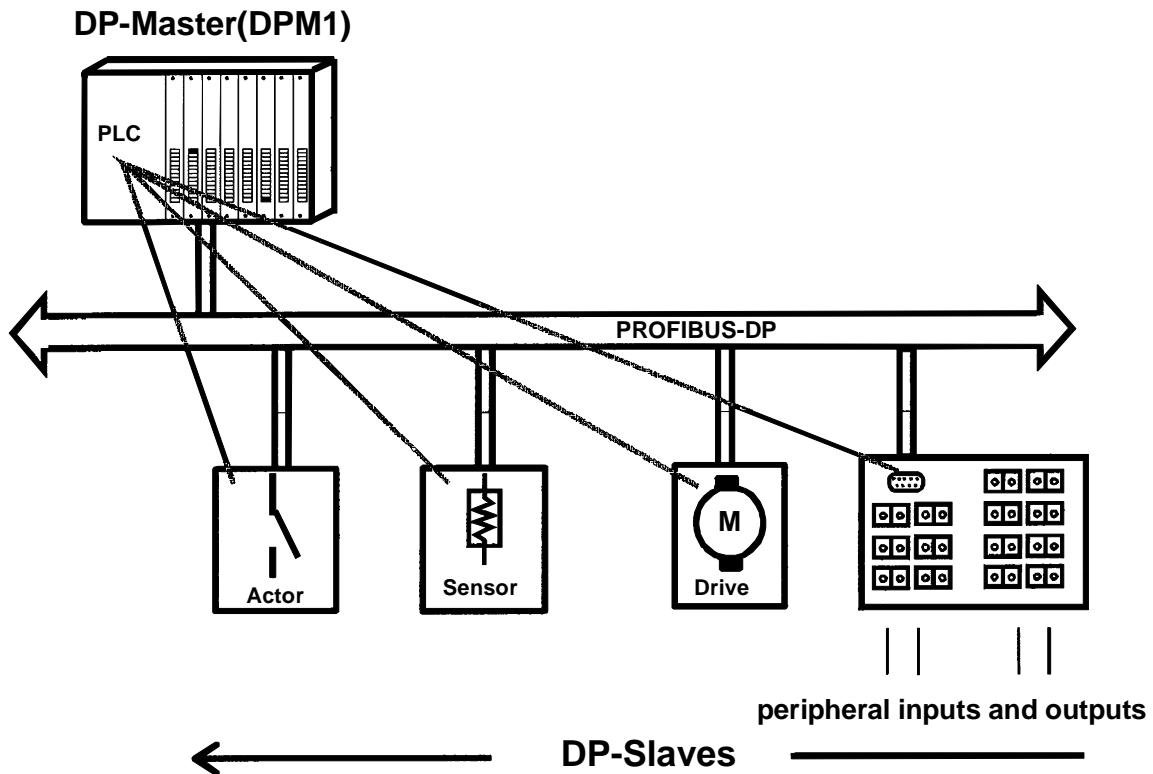 DP-Master(DPM1)
PLC
PROFIBUS-DP
Actor
Sensor
M
Drive
peripheral inputs and outputs
DP-Slaves